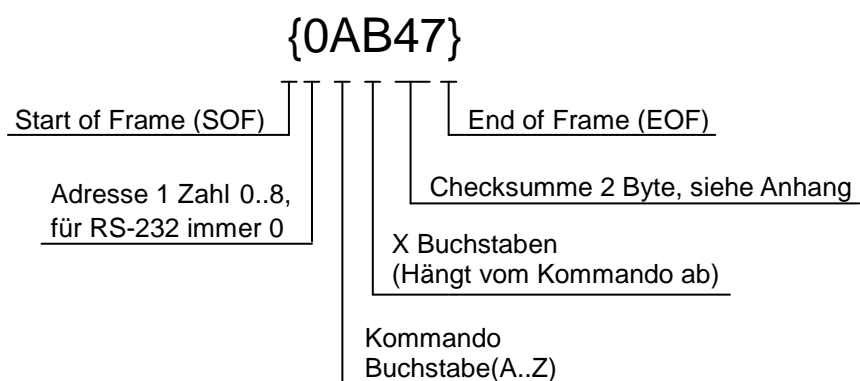 {0AB47}
Start of Frame (SOF)
End of Frame (EOF)
Adresse 1 Zahl 0..8,
für RS-232 immer 0
Checksumme 2 Byte, siehe Anhang
X Buchstaben
(Hängt vom Kommando ab)
Kommando
Buchstabe(A..Z)